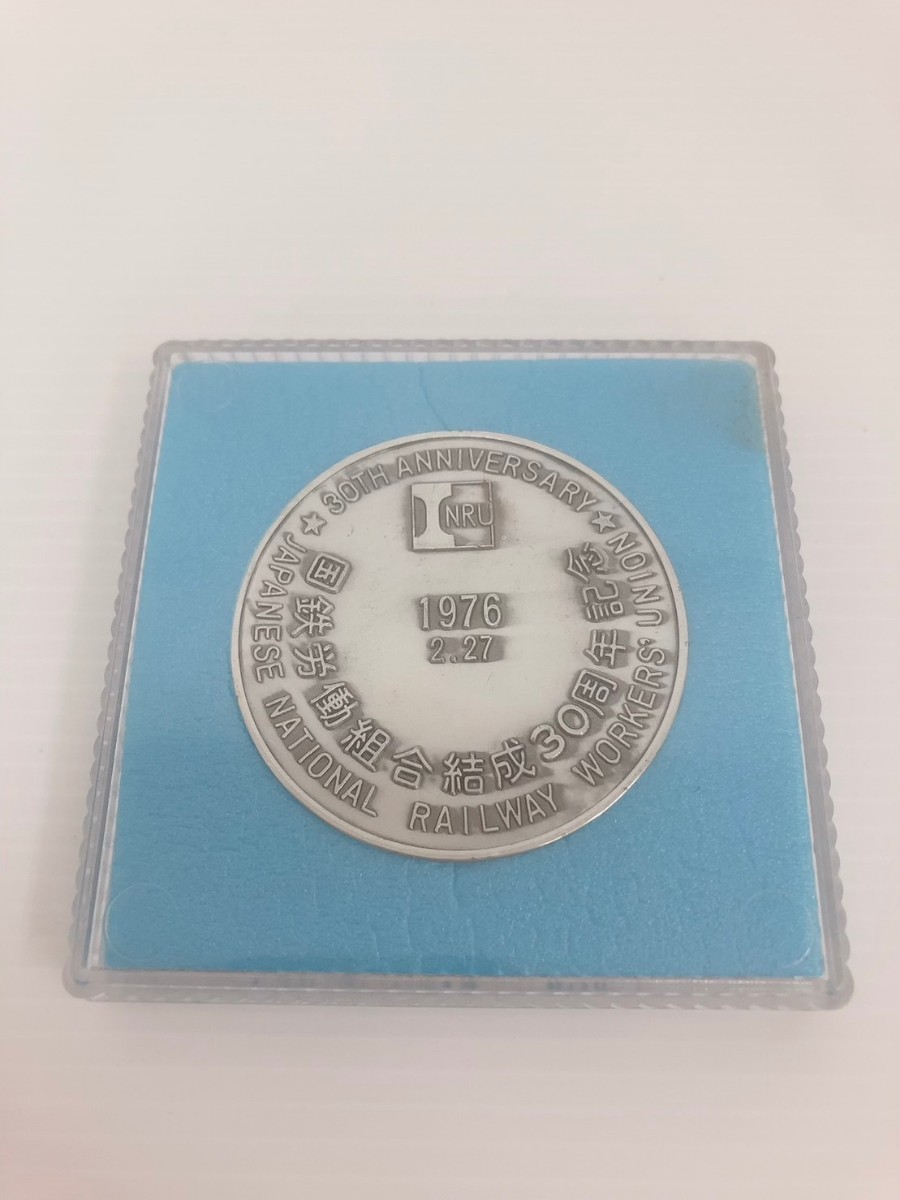 ★ 30TH ANNIVERSARY ★
NRU
1976
2.27
国鉄労働組合結成30周年記念
JAPANESE NATIONAL RAILWAY WORKERS' UNION